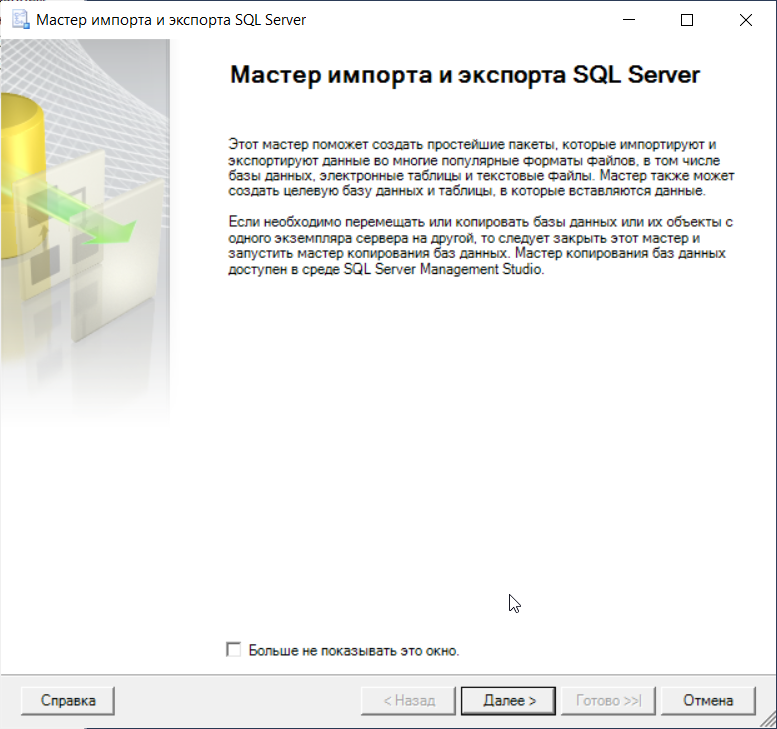 Мастер импорта и экспорта SQL Server
Мастер импорта и экспорта SQL Server
Этот мастер поможет создать простейшие пакеты, которые импортируют и
экспортируют данные во многие популярные форматы файлов, в том числе
базы данных, электронные таблицы и текстовые файлы. Мастер также может
создать целевую базу данных и таблицы, в которые вставляются данные.
Если необходимо перемещать или копировать базы данных или их объекты с
одного экземпляра сервера на другой, то следует закрыть этот мастер и
запустить мастер копирования баз данных. Мастер копирования баз данных
доступен в среде SQL Server Management Studio.
Больше не показывать это окно.
Справка
< Назад
Далее >
Готово >>|
Отмена